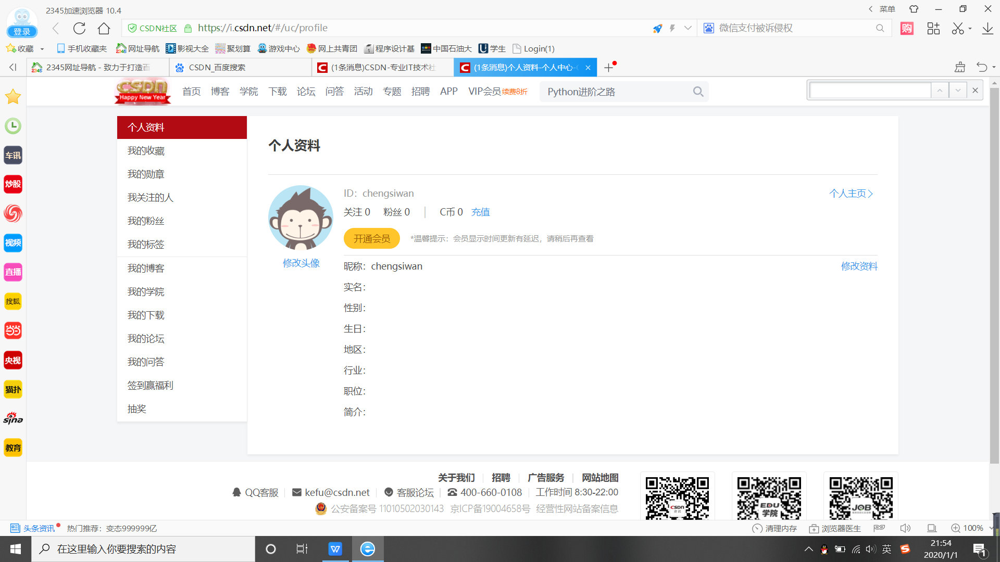 2345加速浏览器 10.4
菜单
登录
CSDN社区 https://i.csdn.net/#/uc/profile
微信支付被诉侵权
购
收藏 手机收藏夹 网址导航 影视大全 聚划算 游戏中心 网上共青团 程序设计基 中国石油大 学生 Login(1)
2345网址导航 - 致力于打造百
CSDN_百度搜索
(1条消息)CSDN-专业IT技术社
(1条消息)个人资料-个人中心-
CSDN
Happy New Year
首页 博客 学院 下载 论坛 问答 活动 专题 招聘 APP VIP会员 续费8折
Python进阶之路
车讯
炒股
视频
直播
搜狐
当当
央视
猫扑
sina
教育
个人资料
我的收藏
我的勋章
我关注的人
我的粉丝
我的标签
我的博客
我的学院
我的下载
我的论坛
我的问答
签到赢福利
抽奖
个人资料
ID：chengsiwan
个人主页
关注 0 粉丝 0 C币 0 充值
开通会员
*温馨提示：会员显示时间更新有延迟，请稍后再查看
修改头像
昵称：chengsiwan
修改资料
实名：
性别：
生日：
地区：
行业：
职位：
简介：
关于我们 招聘 广告服务 网站地图
QQ客服 kefu@csdn.net 客服论坛 400-660-0108 工作时间 8:30-22:00
公安备案号 11010502030143 京ICP备19004658号 经营性网站备案信息
CSDN
资讯
EDU
学院
JOB
头条资讯 热门推荐：变态999999亿
清理内存 浏览器医生 100%
在这里输入你要搜索的内容
英
21:54
2020/1/1
1